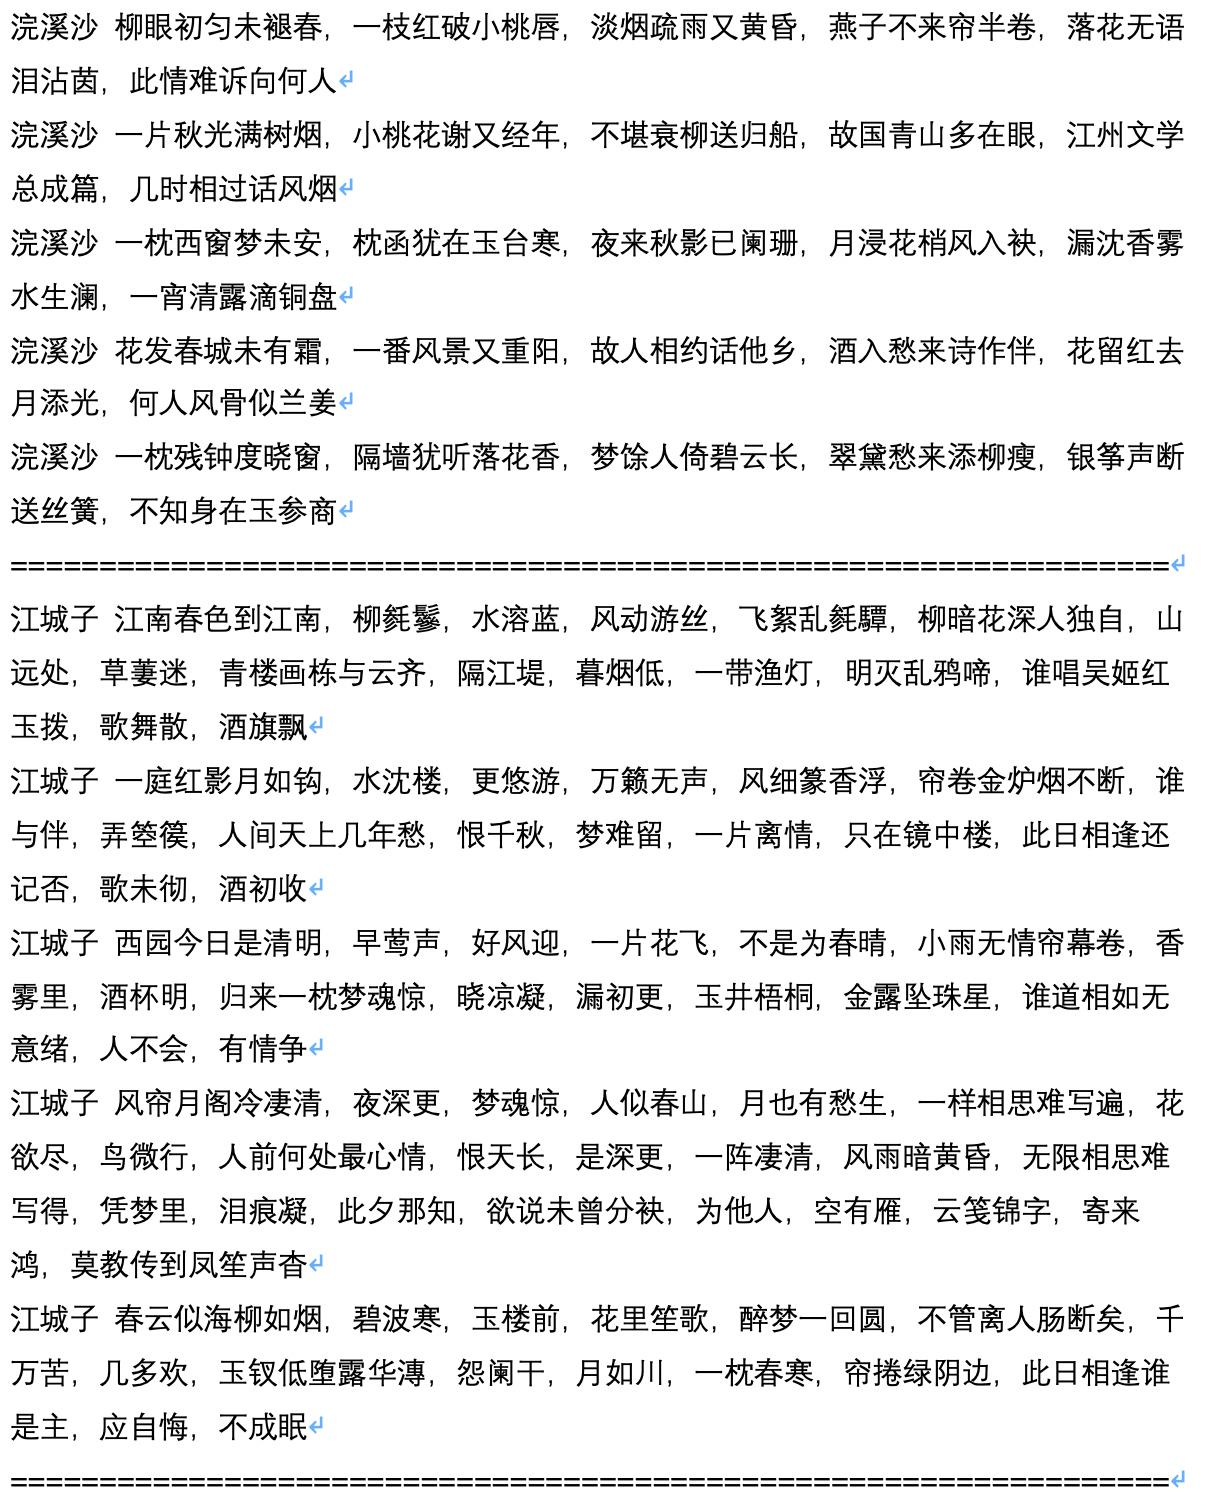 浣溪沙 柳眼初匀未褪春，一枝红破小桃唇，淡烟疏雨又黄昏，燕子不来帘半卷，落花无语
泪沾茵，此情难诉向何人↵
浣溪沙 一片秋光满树烟，小桃花谢又经年，不堪衰柳送归船，故国青山多在眼，江州文学
总成篇，几时相过话风烟↵
浣溪沙 一枕西窗梦未安，枕函犹在玉台寒，夜来秋影已阑珊，月浸花梢风入袂，漏沈香雾
水生澜，一宵清露滴铜盘↵
浣溪沙 花发春城未有霜，一番风景又重阳，故人相约话他乡，酒入愁来诗作伴，花留红去
月添光，何人风骨似兰姜↵
浣溪沙 一枕残钟度晓窗，隔墙犹听落花香，梦馀人倚碧云长，翠黛愁来添柳瘦，银筝声断
送丝簧，不知身在玉参商↵
=================================================================↵
江城子 江南春色到江南，柳毵鬖，水溶蓝，风动游丝，飞絮乱毵驔，柳暗花深人独自，山
远处，草萋迷，青楼画栋与云齐，隔江堤，暮烟低，一带渔灯，明灭乱鸦啼，谁唱吴姬红
玉拨，歌舞散，酒旗飘↵
江城子 一庭红影月如钩，水沈楼，更悠游，万籁无声，风细篆香浮，帘卷金炉烟不断，谁
与伴，弄箜篌，人间天上几年愁，恨千秋，梦难留，一片离情，只在镜中楼，此日相逢还
记否，歌未彻，酒初收↵
江城子 西园今日是清明，早莺声，好风迎，一片花飞，不是为春晴，小雨无情帘幕卷，香
雾里，酒杯明，归来一枕梦魂惊，晓凉凝，漏初更，玉井梧桐，金露坠珠星，谁道相如无
意绪，人不会，有情争↵
江城子 风帘月阁冷凄清，夜深更，梦魂惊，人似春山，月也有愁生，一样相思难写遍，花
欲尽，鸟微行，人前何处最心情，恨天长，是深更，一阵凄清，风雨暗黄昏，无限相思难
写得，凭梦里，泪痕凝，此夕那知，欲说未曾分袂，为他人，空有雁，云笺锦字，寄来
鸿，莫教传到凤笙声杳↵
江城子 春云似海柳如烟，碧波寒，玉楼前，花里笙歌，醉梦一回圆，不管离人肠断矣，千
万苦，几多欢，玉钗低堕露华漙，怨阑干，月如川，一枕春寒，帘捲绿阴边，此日相逢谁
是主，应自悔，不成眠↵
=================================================================↵